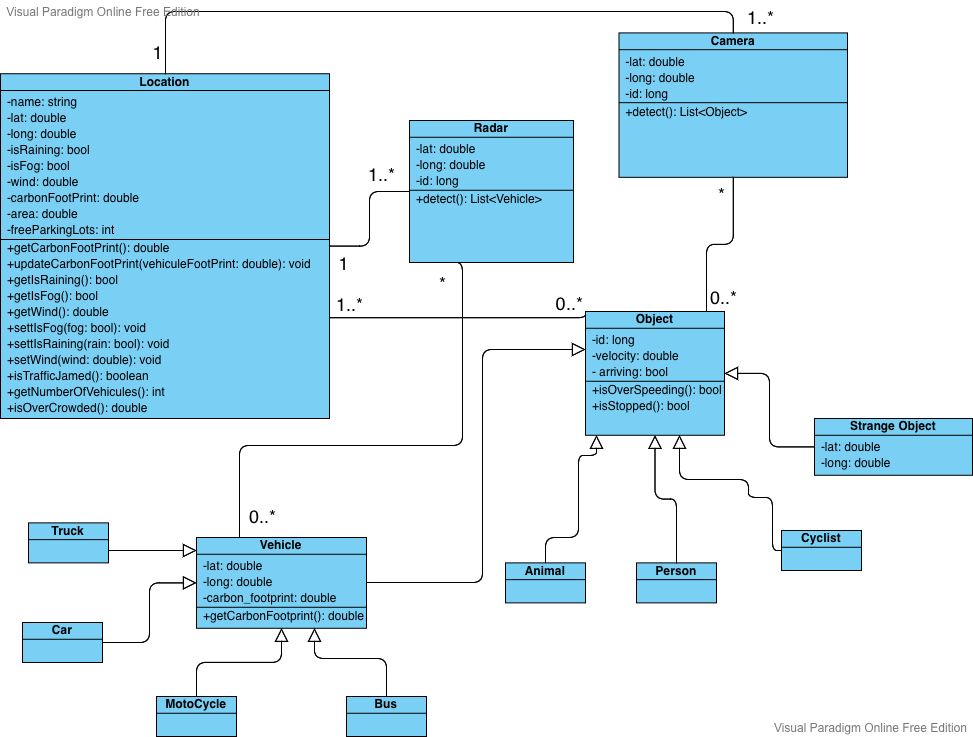 Visual Paradigm Online Free Edition
1..*
1
Camera
-lat: double
-long: double
-id: long
+detect(): List<Object>
Location
-name: string
-lat: double
-long: double
-isRaining: bool
-isFog: bool
-wind: double
-carbonFootPrint: double
-area: double
-freeParkingLots: int
+getCarbonFootPrint(): double
+updateCarbonFootPrint(vehiculeFootPrint: double): void
+getIsRaining(): bool
+getIsFog(): bool
+getWind(): double
+settIsFog(fog: bool): void
+settIsRaining(rain: bool): void
+setWind(wind: double): void
+isTrafficJamed(): boolean
+getNumberOfVehicules(): int
+isOverCrowded(): double
Radar
-lat: double
-long: double
-id: long
+detect(): List<Vehicle>
1..*
1
*
*
1..*
0..*
0..*
Object
-id: long
-velocity: double
- arriving: bool
+isOverSpeeding(): bool
+isStopped(): bool
Strange Object
-lat: double
-long: double
0..*
Truck
Vehicle
-lat: double
-long: double
-carbon_footprint: double
+getCarbonFootprint(): double
Animal
Person
Cyclist
Car
MotoCycle
Bus
Visual Paradigm Online Free Edition